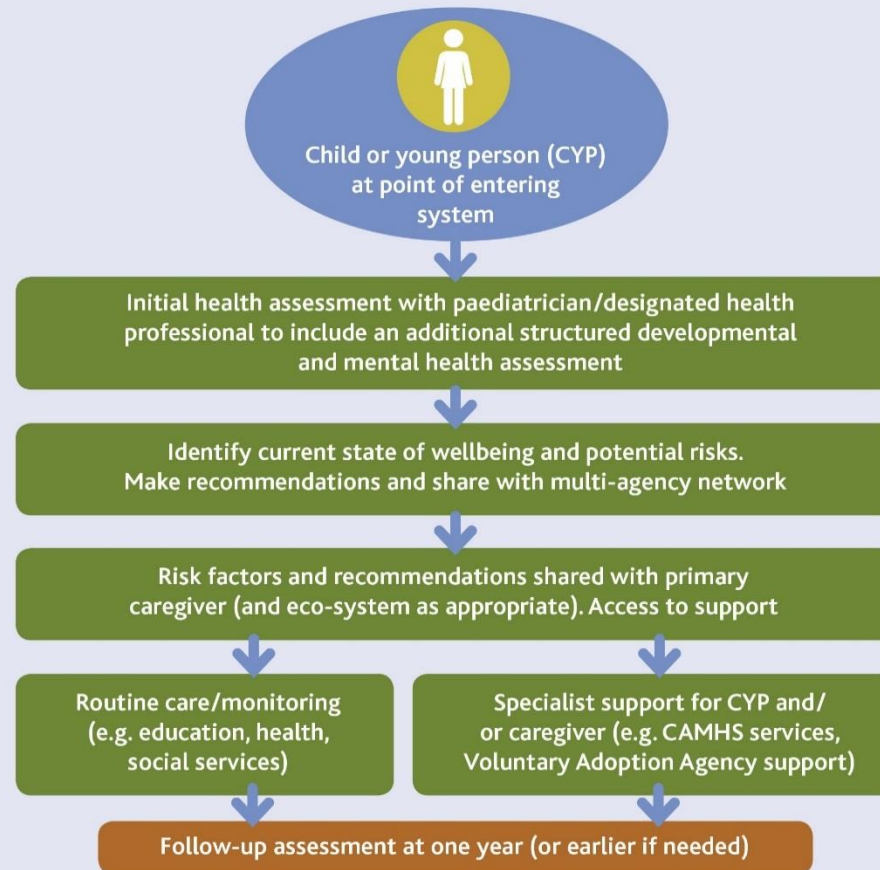 Child or young person (CYP)
at point of entering
system
Initial health assessment with paediatrician/designated health
professional to include an additional structured developmental
and mental health assessment
Identify current state of wellbeing and potential risks.
Make recommendations and share with multi-agency network
Risk factors and recommendations shared with primary
caregiver (and eco-system as appropriate). Access to support
Routine care/monitoring
(e.g. education, health,
social services)
Specialist support for CYP and/
or caregiver (e.g. CAMHS services,
Voluntary Adoption Agency support)
Follow-up assessment at one year (or earlier if needed)